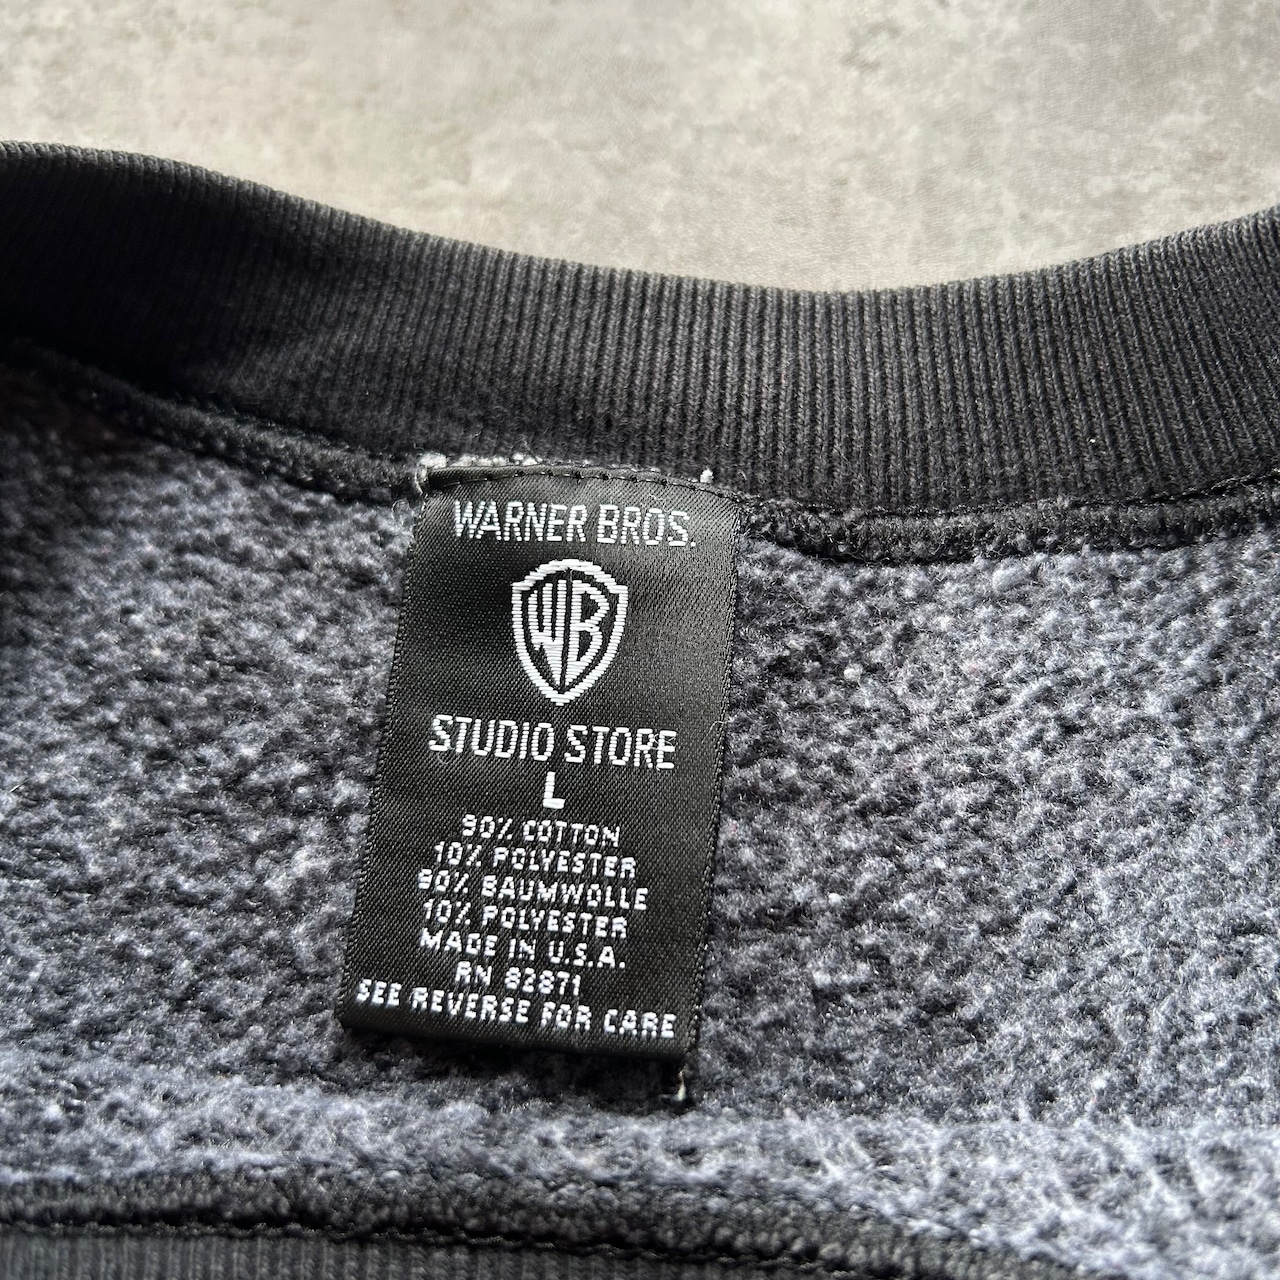 WARNER BROS.
WB
STUDIO STORE
L
90% COTTON
10% POLYESTER
90% BAUMWOLLE
10% POLYESTER
MADE IN U.S.A.
RN 82871
SEE REVERSE FOR CARE